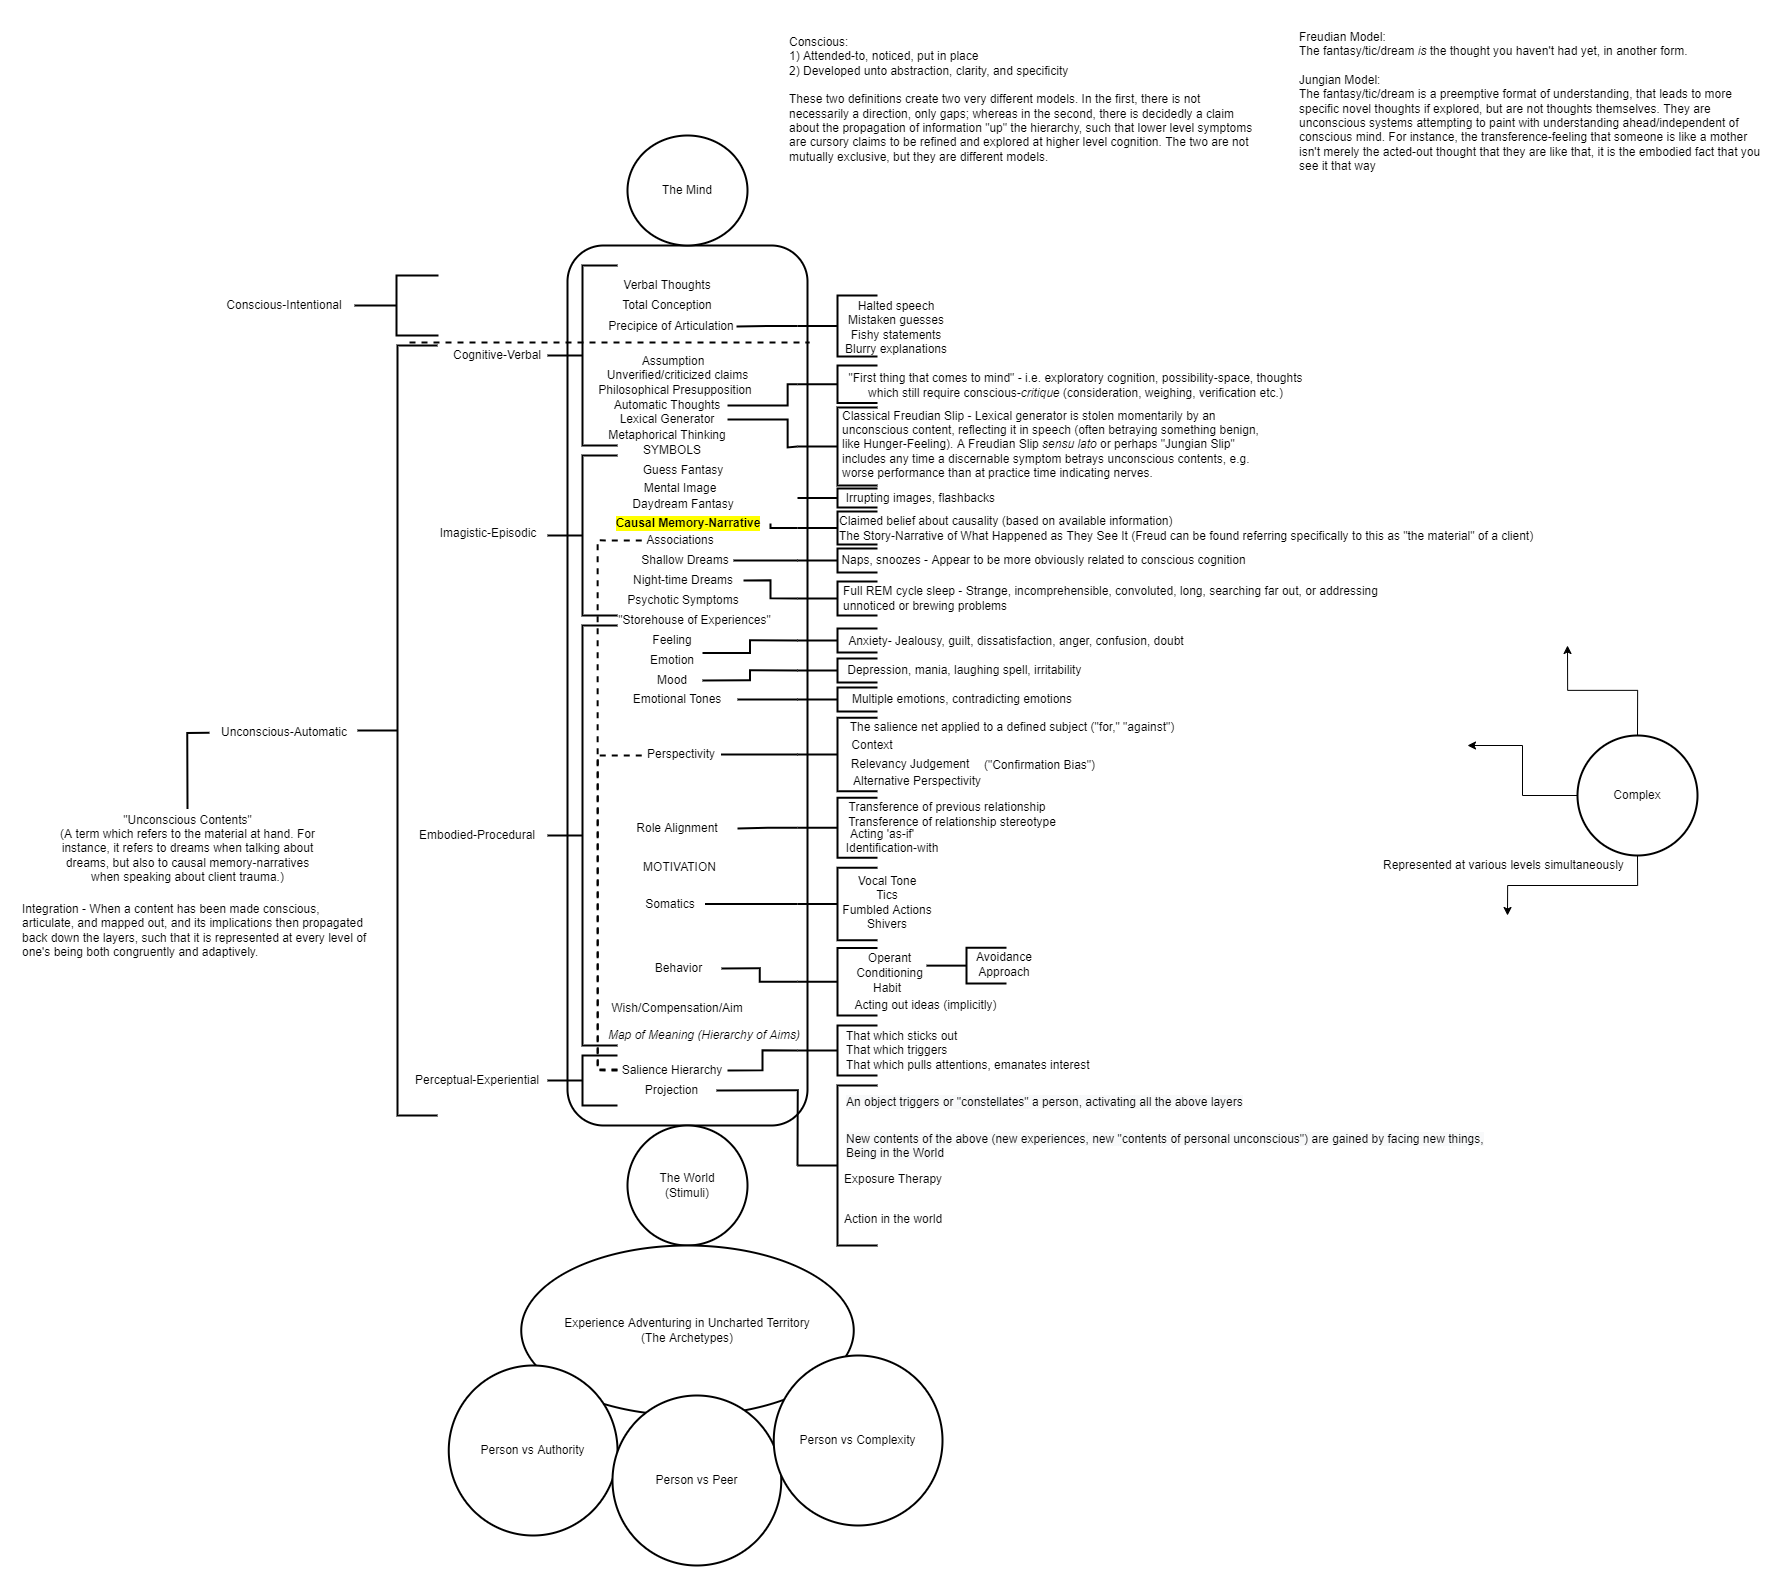 Conscious:
1) Attended-to, noticed, put in place
2) Developed unto abstraction, clarity, and specificity
These two definitions create two very different models. In the first, there is not
necessarily a direction, only gaps; whereas in the second, there is decidedly a claim
about the propagation of information "up" the hierarchy, such that lower level symptoms
are cursory claims to be refined and explored at higher level cognition. The two are not
mutually exclusive, but they are different models.
Freudian Model:
The fantasy/tic/dream is the thought you haven't had yet, in another form.
Jungian Model:
The fantasy/tic/dream is a preemptive format of understanding, that leads to more
specific novel thoughts if explored, but are not thoughts themselves. They are
unconscious systems attempting to paint with understanding ahead/independent of
conscious mind. For instance, the transference-feeling that someone is like a mother
isn't merely the acted-out thought that they are like that, it is the embodied fact that you
see it that way
The Mind
Conscious-Intentional
Cognitive-Verbal
Verbal Thoughts
Total Conception
Precipice of Articulation
Halted speech
Mistaken guesses
Fishy statements
Blurry explanations
Assumption
Unverified/criticized claims
Philosophical Presupposition
Automatic Thoughts
"First thing that comes to mind" - i.e. exploratory cognition, possibility-space, thoughts
which still require conscious-critique (consideration, weighing, verification etc.)
Lexical Generator
Classical Freudian Slip - Lexical generator is stolen momentarily by an
unconscious content, reflecting it in speech (often betraying something benign,
like Hunger-Feeling). A Freudian Slip sensu lato or perhaps "Jungian Slip"
includes any time a discernable symptom betrays unconscious contents, e.g.
worse performance than at practice time indicating nerves.
Metaphorical Thinking
SYMBOLS
Imagistic-Episodic
Guess Fantasy
Mental Image
Daydream Fantasy
Irrupting images, flashbacks
Causal Memory-Narrative
Claimed belief about causality (based on available information)
The Story-Narrative of What Happened as They See It (Freud can be found referring specifically to this as "the material" of a client)
Associations
Shallow Dreams
Naps, snoozes - Appear to be more obviously related to conscious cognition
Night-time Dreams
Full REM cycle sleep - Strange, incomprehensible, convoluted, long, searching far out, or addressing
unnoticed or brewing problems
Psychotic Symptoms
"Storehouse of Experiences"
Unconscious-Automatic
"Unconscious Contents"
(A term which refers to the material at hand. For
instance, it refers to dreams when talking about
dreams, but also to causal memory-narratives
when speaking about client trauma.)
Integration - When a content has been made conscious,
articulate, and mapped out, and its implications then propagated
back down the layers, such that it is represented at every level of
one's being both congruently and adaptively.
Embodied-Procedural
Feeling
Emotion
Anxiety- Jealousy, guilt, dissatisfaction, anger, confusion, doubt
Mood
Depression, mania, laughing spell, irritability
Emotional Tones
Multiple emotions, contradicting emotions
Perspectivity
The salience net applied to a defined subject ("for," "against")
Context
Relevancy Judgement ("Confirmation Bias")
Alternative Perspectivity
Role Alignment
Transference of previous relationship
Transference of relationship stereotype
Acting 'as-if'
Identification-with
MOTIVATION
Somatics
Vocal Tone
Tics
Fumbled Actions
Shivers
Behavior
Operant
Conditioning
Habit
Avoidance
Approach
Acting out ideas (implicitly)
Wish/Compensation/Aim
Map of Meaning (Hierarchy of Aims)
Perceptual-Experiential
Salience Hierarchy
That which sticks out
That which triggers
That which pulls attentions, emanates interest
Projection
An object triggers or "constellates" a person, activating all the above layers
New contents of the above (new experiences, new "contents of personal unconscious") are gained by facing new things,
Being in the World
Exposure Therapy
Action in the world
Complex
Represented at various levels simultaneously
The World
(Stimuli)
Experience Adventuring in Uncharted Territory
(The Archetypes)
Person vs Authority
Person vs Peer
Person vs Complexity